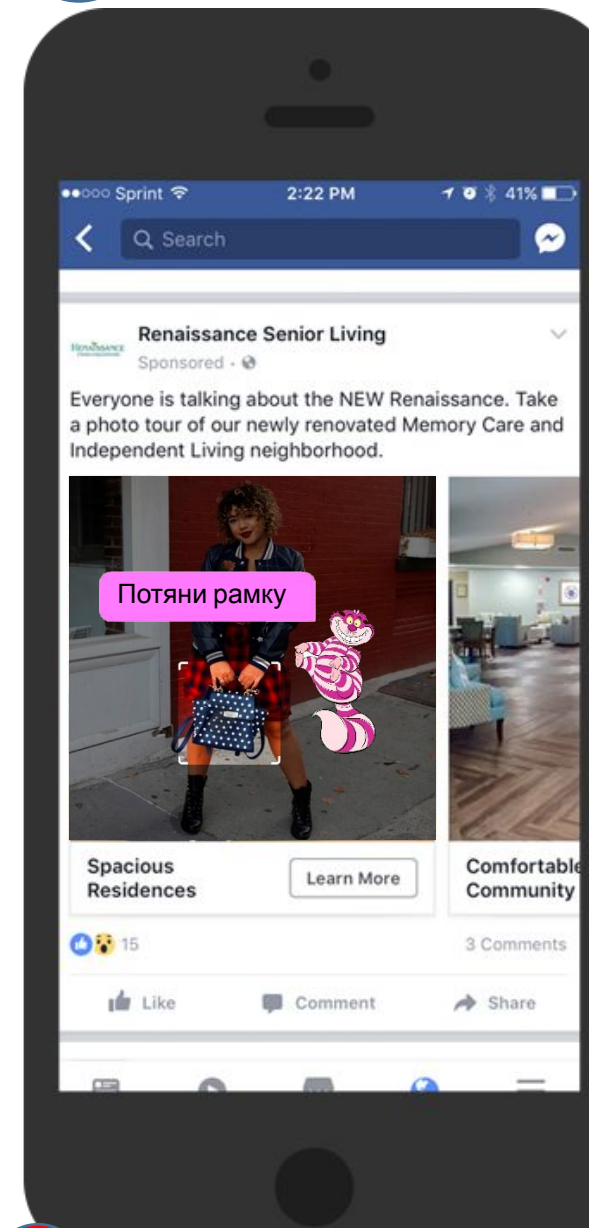 Sprint
2:22 PM
41%
Search
RENAISSANCE
Renaissance Senior Living
Sponsored ·
Everyone is talking about the NEW Renaissance. Take
a photo tour of our newly renovated Memory Care and
Independent Living neighborhood.
Потяни рамку
Spacious
Residences
Learn More
Comfortable
Community
15
3 Comments
Like
Comment
Share